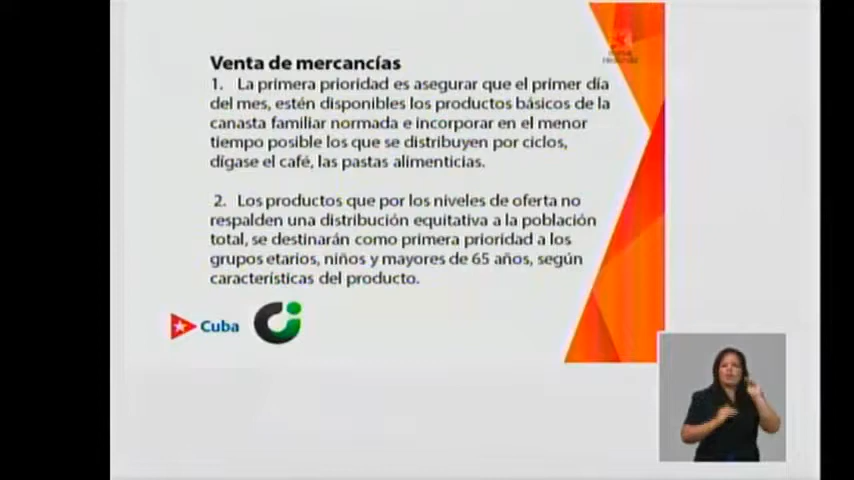 Venta de mercancías
1. La primera prioridad es asegurar que el primer día
del mes, estén disponibles los productos básicos de la
canasta familiar normada e incorporar en el menor
tiempo posible los que se distribuyen por ciclos,
dígase el café, las pastas alimenticias.
2. Los productos que por los niveles de oferta no
respalden una distribución equitativa a la población
total, se destinarán como primera prioridad a los
grupos etarios, niños y mayores de 65 años, según
características del producto.
Cuba